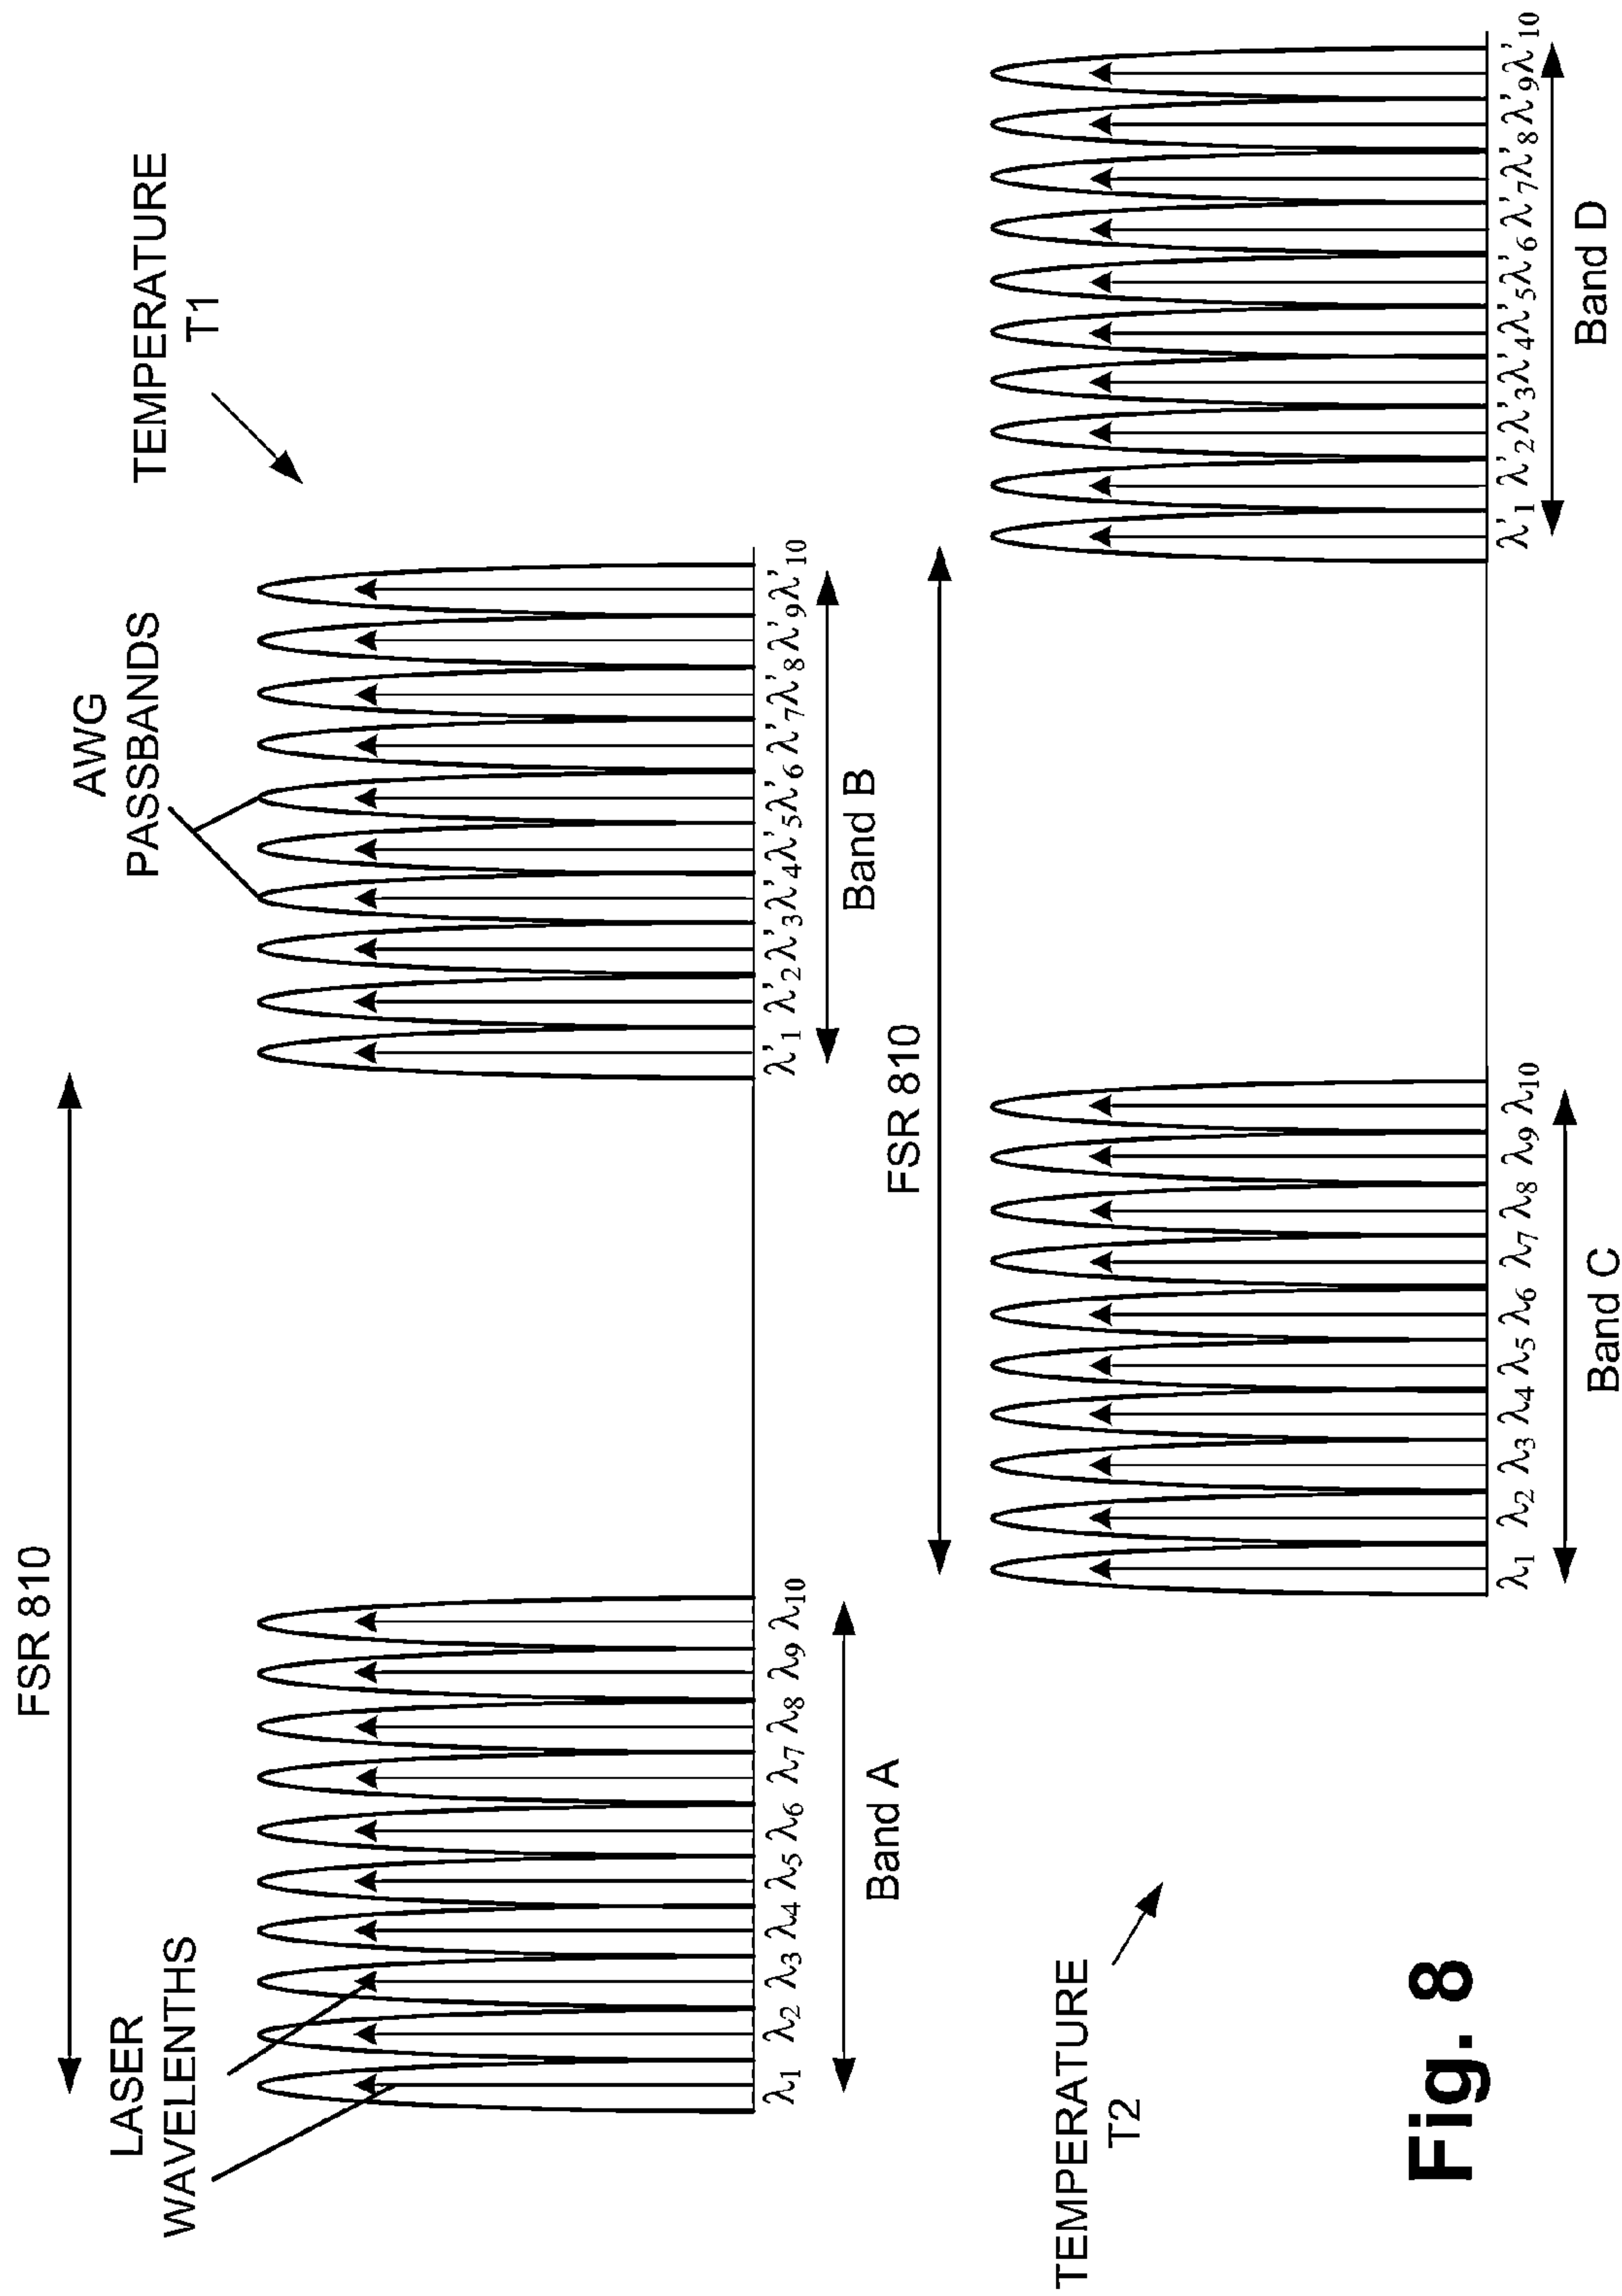 FSR 810
LASER
WAVELENTHS
AWG
PASSBANDS
TEMPERATURE
T1
λ1 λ2 λ3 λ4 λ5 λ6 λ7 λ8 λ9 λ10
λ'1 λ'2 λ'3 λ'4 λ'5 λ'6 λ'7 λ'8 λ'9 λ'10
Band A
Band B
FSR 810
TEMPERATURE
T2
λ1 λ2 λ3 λ4 λ5 λ6 λ7 λ8 λ9 λ10
λ'1 λ'2 λ'3 λ'4 λ'5 λ'6 λ'7 λ'8 λ'9 λ'10
Band C
Band D
Fig. 8